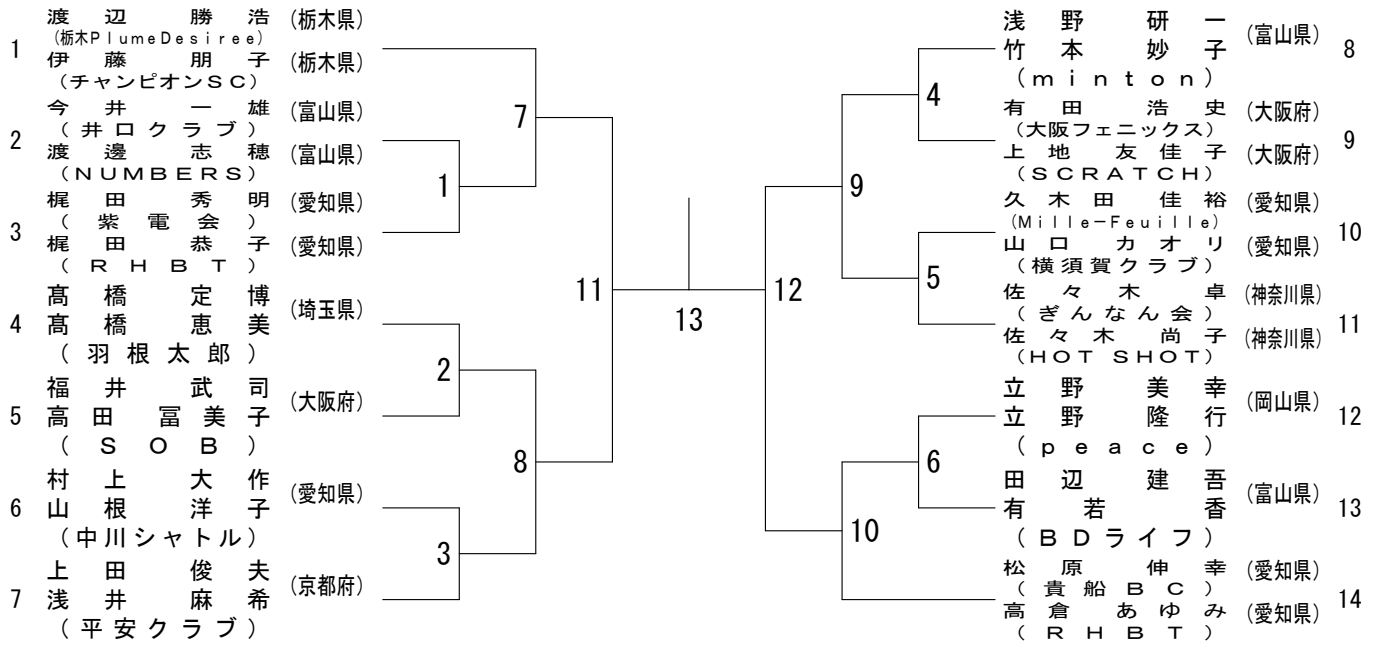 渡辺勝浩 (栃木県)
(栃木PlumeDesiree)
1
伊藤朋子 (栃木県)
(チャンピオンSC)
今井一雄 (富山県)
(井口クラブ)
2
渡邊志穂 (富山県)
(NUMBERS)
梶田秀明 (愛知県)
(紫電会)
3
梶田恭子 (愛知県)
(RHBT)
髙橋定博
(埼玉県)
4 髙橋恵美
(羽根太郎)
福井武司
(大阪府)
5 高田冨美子
(SOB)
村上大作
(愛知県)
6 山根洋子
(中川シャトル)
上田俊夫
(京都府)
7 浅井麻希
(平安クラブ)
7
1
11
2
8
3
13
12
9
4
5
10
6
浅野研一
(富山県)
竹本妙子 8
(minton)
有田浩史 (大阪府)
(大阪フェニックス)
9
上地友佳子 (大阪府)
(SCRATCH)
久木田佳裕 (愛知県)
(Mille-Feuille)
10
山口カオリ (愛知県)
(横須賀クラブ)
佐々木卓 (神奈川県)
(ぎんなん会)
11
佐々木尚子 (神奈川県)
(HOT SHOT)
立野美幸
(岡山県)
立野隆行 12
(peace)
田辺建吾
(富山県)
有若香 13
(BDライフ)
松原伸幸 (愛知県)
(貴船BC)
14
高倉あゆみ (愛知県)
(RHBT)